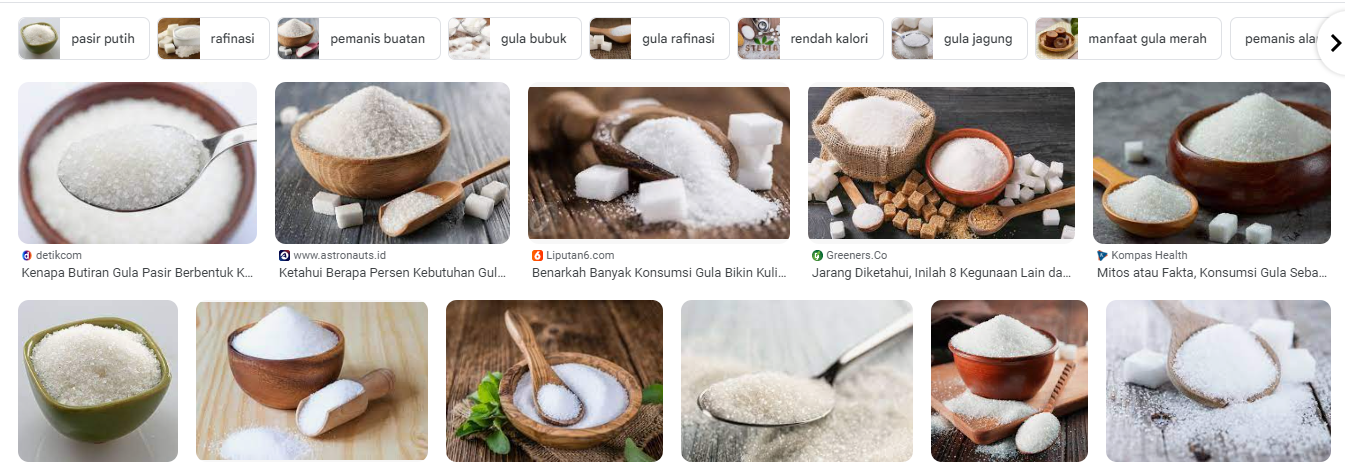 pasir putih
rafinasi
pemanis buatan
gula bubuk
gula rafinasi
rendah kalori
gula jagung
manfaat gula merah
pemanis ala
STEVIA
detikcom
Kenapa Butiran Gula Pasir Berbentuk K...
www.astronauts.id
Ketahui Berapa Persen Kebutuhan Gul...
Liputan6.com
Benarkah Banyak Konsumsi Gula Bikin Kuli...
Greeners.Co
Jarang Diketahui, Inilah 8 Kegunaan Lain da...
Kompas Health
Mitos atau Fakta, Konsumsi Gula Seba...